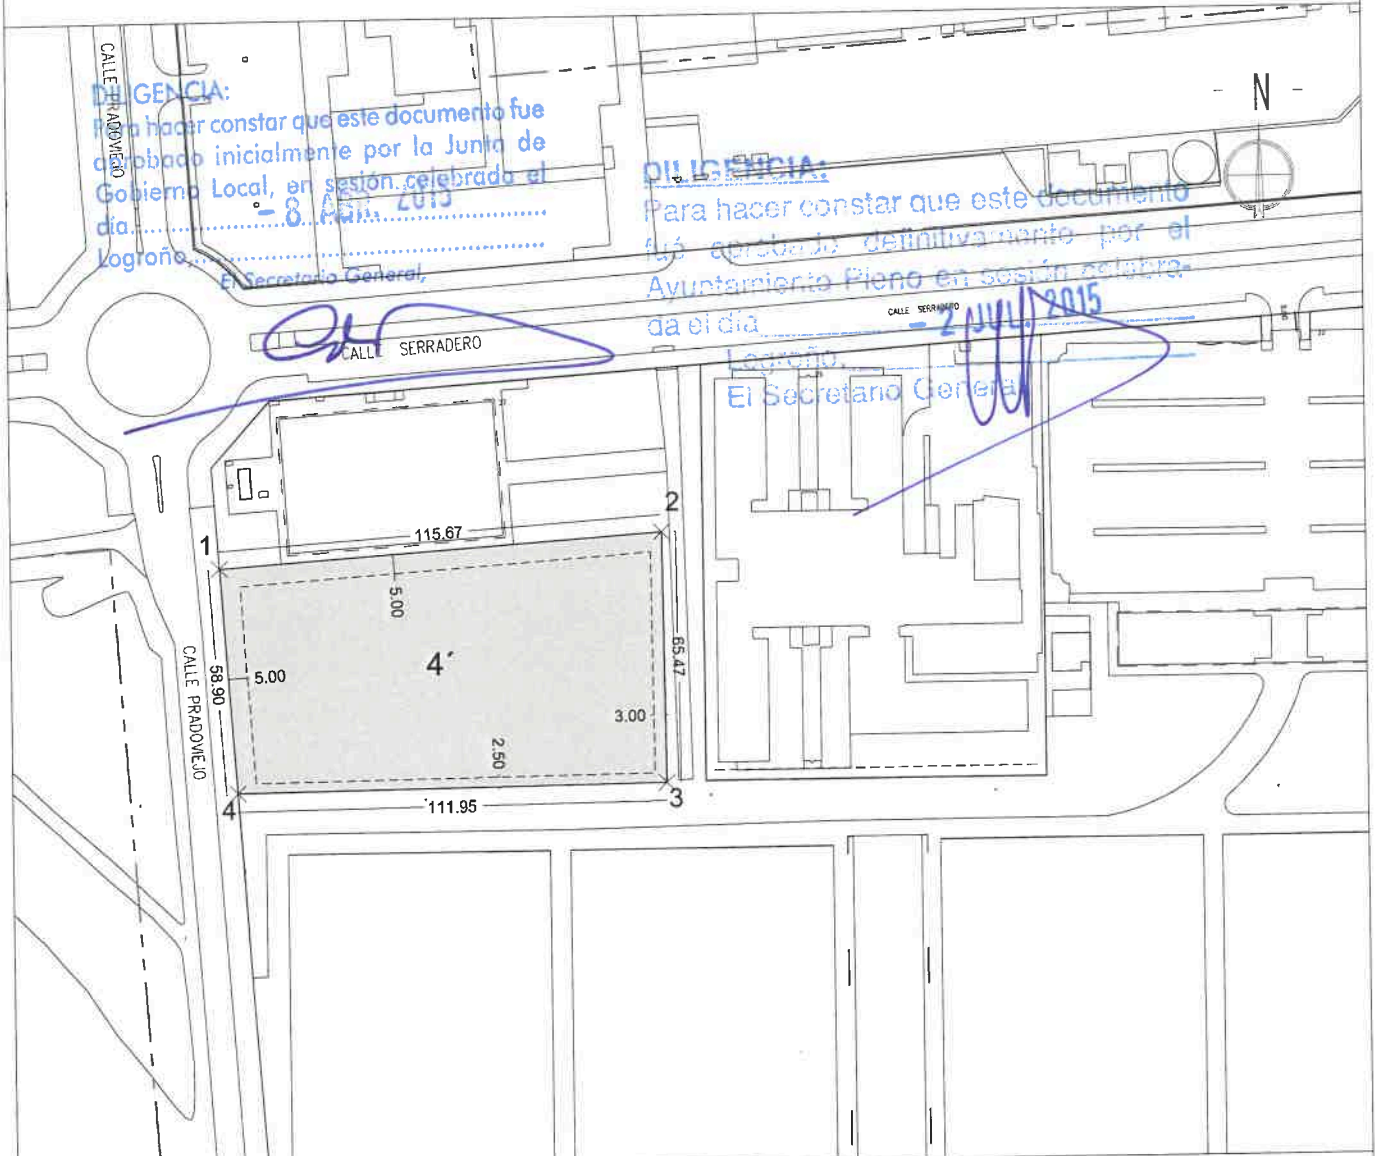 CALLE PRADOVIEJO
DILIGENCIA:
Para hacer constar que este documento fue
aprobado inicialmente por la Junta de
Gobierno Local, en sesión celebrada el
día - 8 ABR. 2015
Logroño,
El Secretario General,
N
DILIGENCIA:
Para hacer constar que este documento
fué aprobado definitivamente por el
Ayuntamiento Pleno en sesión celebra-
da el día - 2 JUL. 2015
Logroño,
El Secretario General
CALLE SERRADERO
CALLE SERRADERO
1
2
115.67
5.00
4´
65.47
58.90
5.00
3.00
2.50
CALLE PRADOVIEJO
4
111.95
3